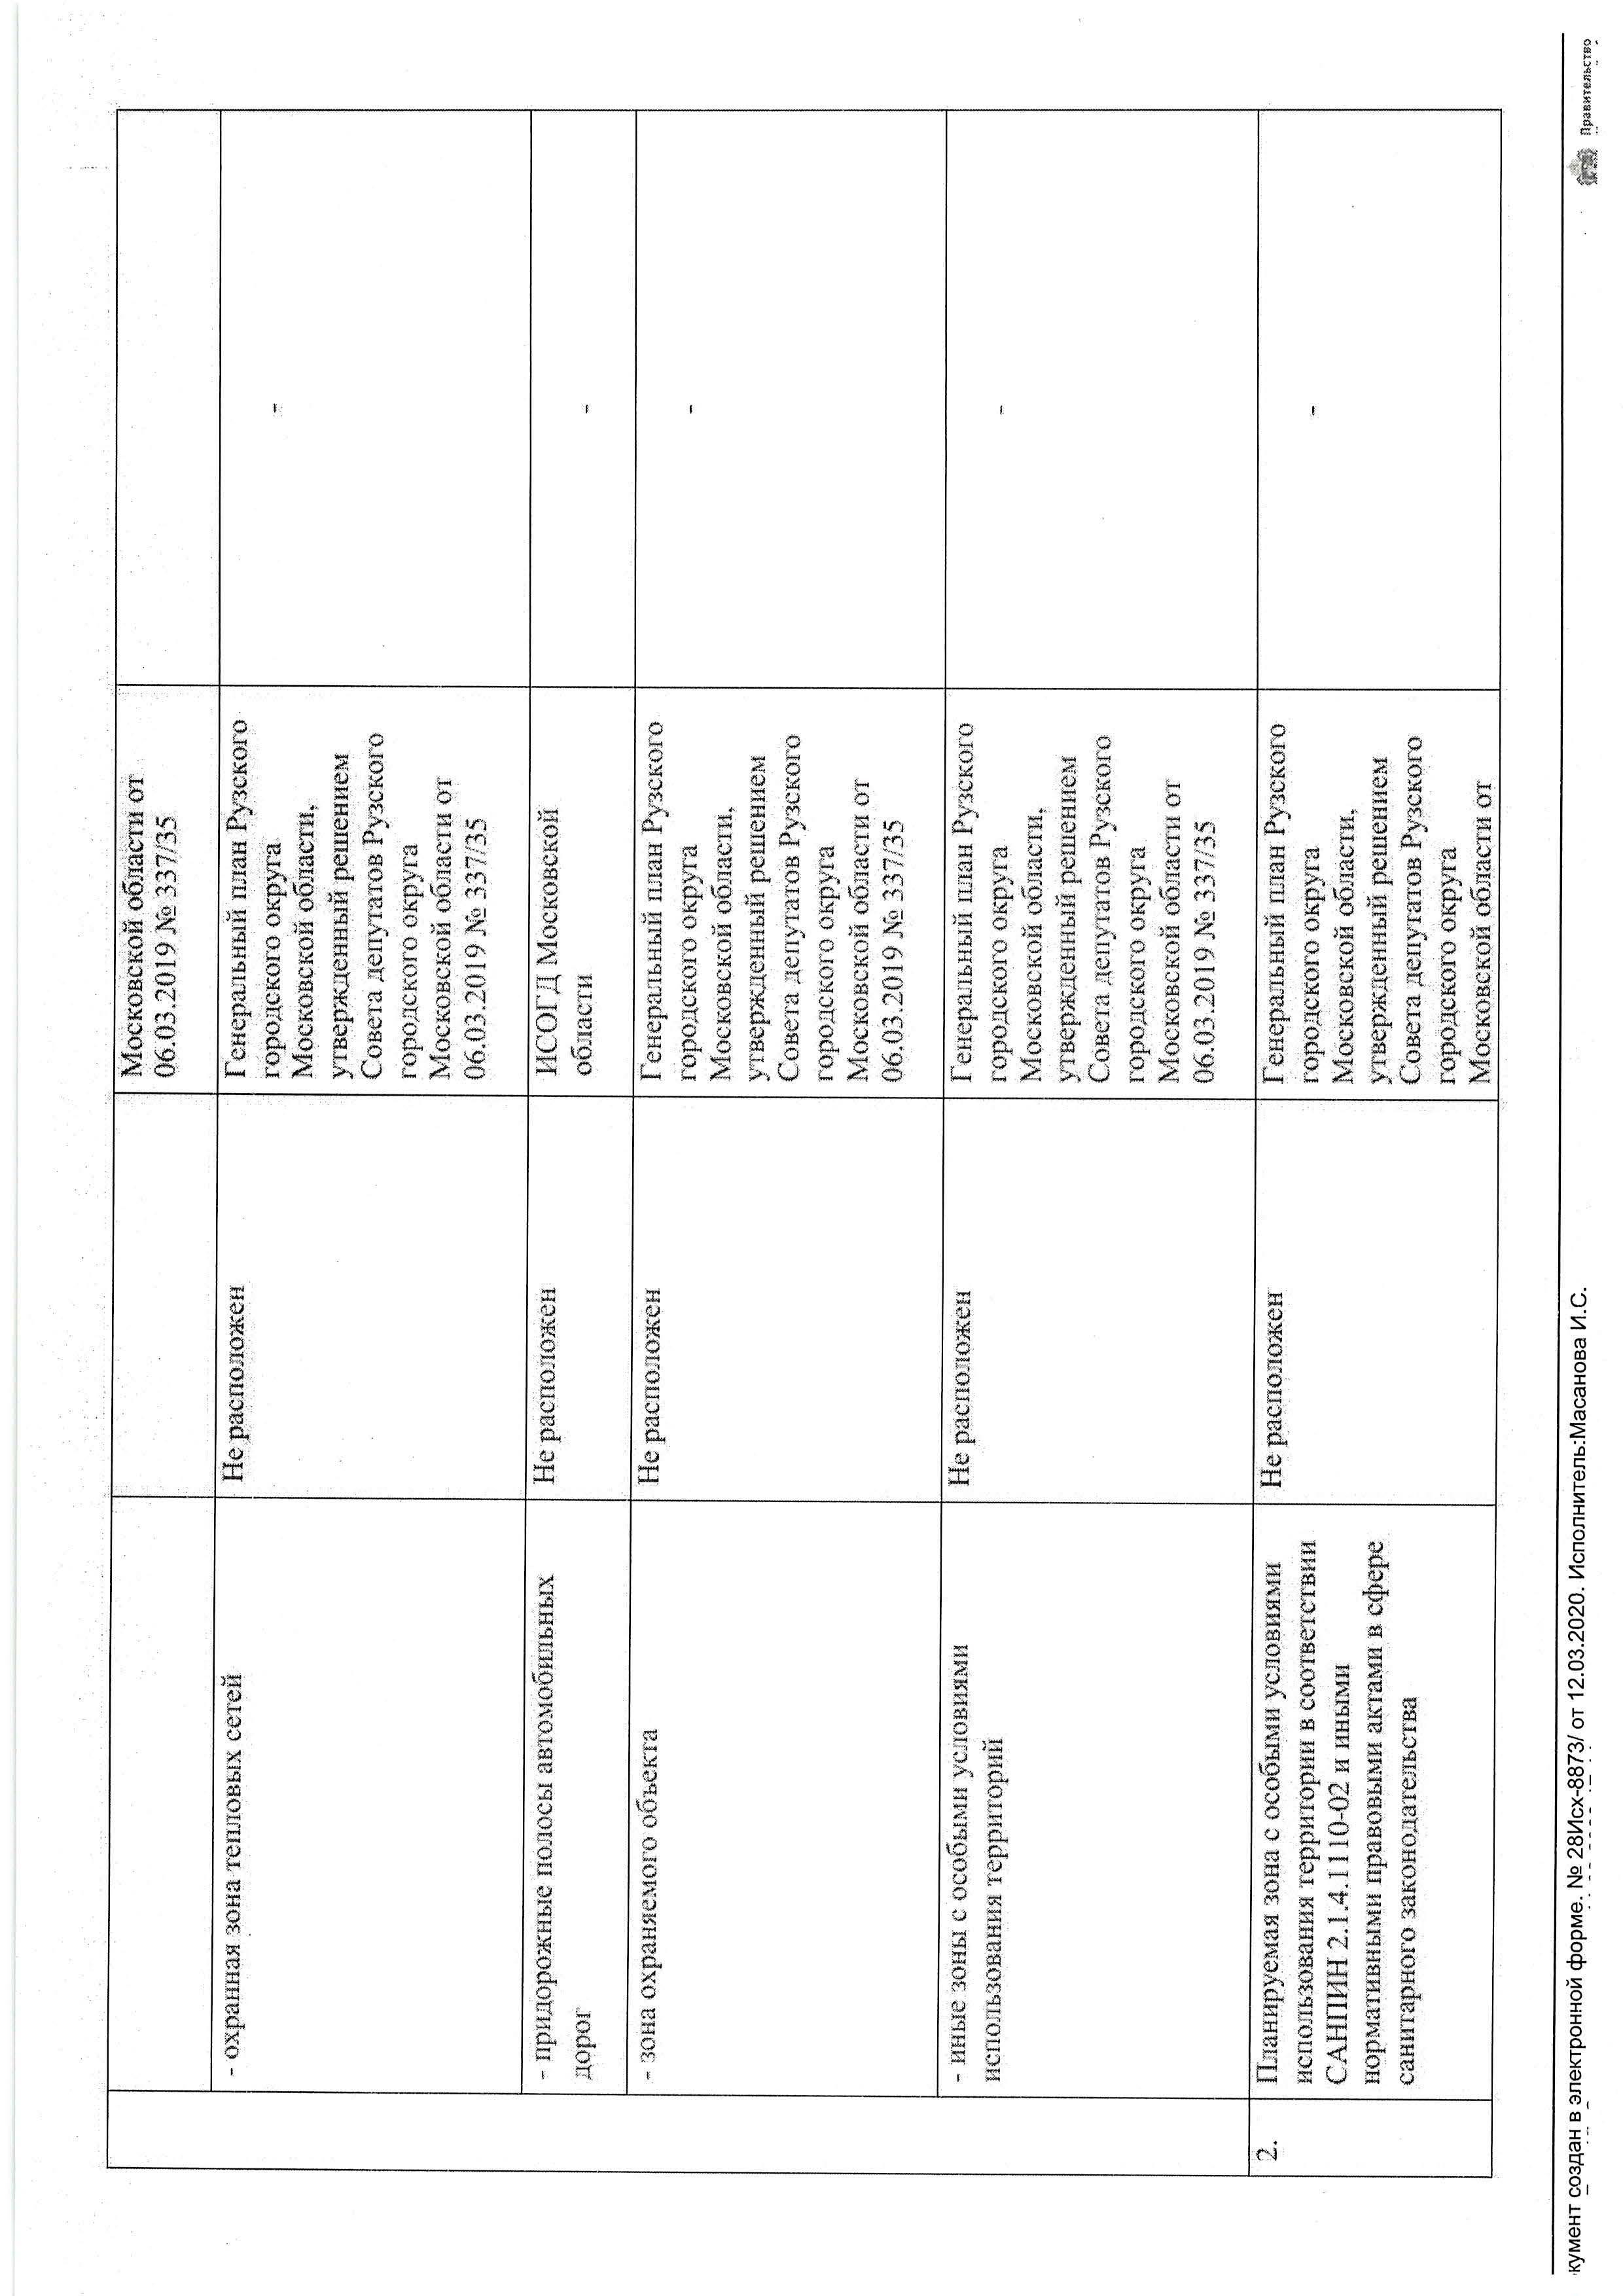 Московской области от
06.03.2019 № 337/35
- охранная зона тепловых сетей
Не расположен
Генеральный план Рузского
городского округа
Московской области,
утвержденный решением
Совета депутатов Рузского
городского округа
Московской области от
06.03.2019 № 337/35
-
- придорожные полосы автомобильных
дорог
Не расположен
ИСОГД Московской
области
-
- зона охраняемого объекта
Не расположен
Генеральный план Рузского
городского округа
Московской области,
утвержденный решением
Совета депутатов Рузского
городского округа
Московской области от
06.03.2019 № 337/35
-
- иные зоны с особыми условиями
использования территорий
Не расположен
Генеральный план Рузского
городского округа
Московской области,
утвержденный решением
Совета депутатов Рузского
городского округа
Московской области от
06.03.2019 № 337/35
-
2.
Планируемая зона с особыми условиями
использования территории в соответствии
САНПИН 2.1.4.1110-02 и иными
нормативными правовыми актами в сфере
санитарного законодательства
Не расположен
Генеральный план Рузского
городского округа
Московской области,
утвержденный решением
Совета депутатов Рузского
городского округа
Московской области от
-
кумент создан в электронной форме. № 28Исх-8873/ от 12.03.2020. Исполнитель:Масанова И.С.
Правительство